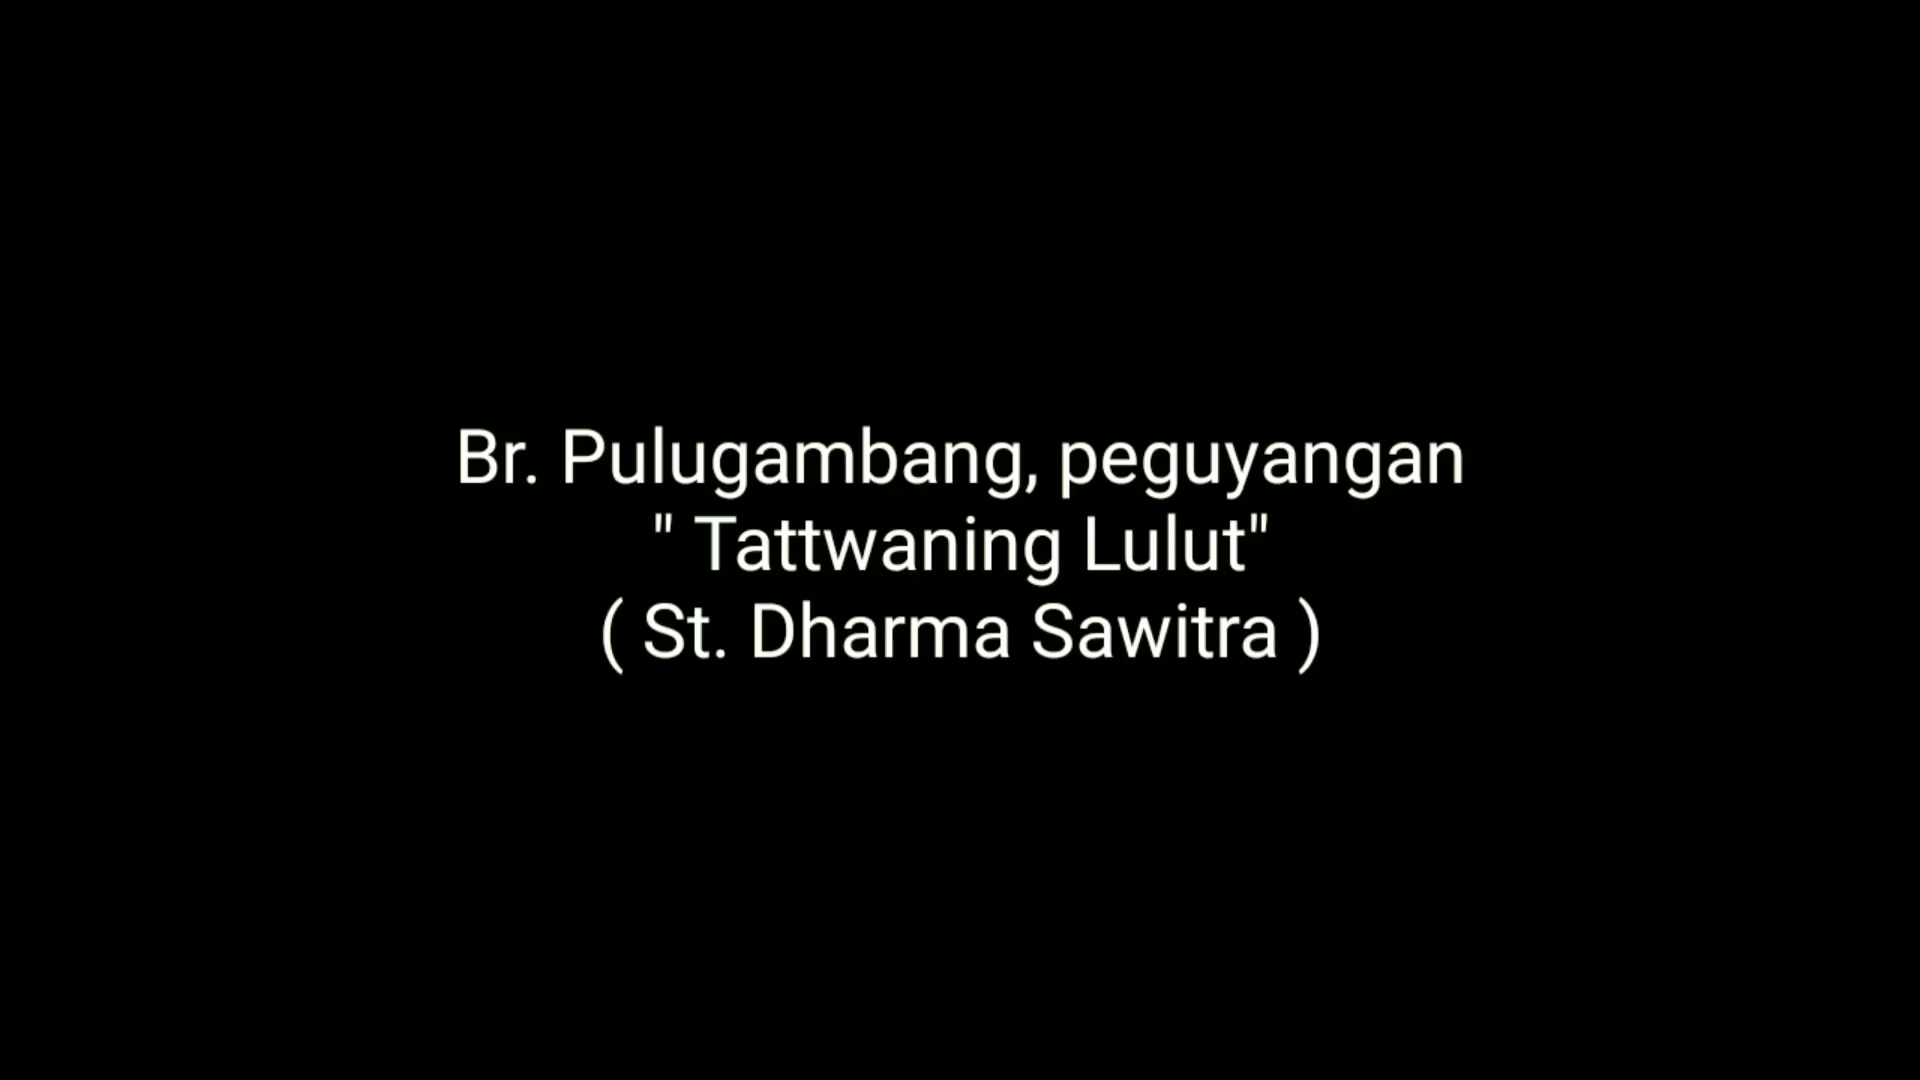 Br. Pulugambang, peguyangan
" Tattwaning Lulut"
( St. Dharma Sawitra )